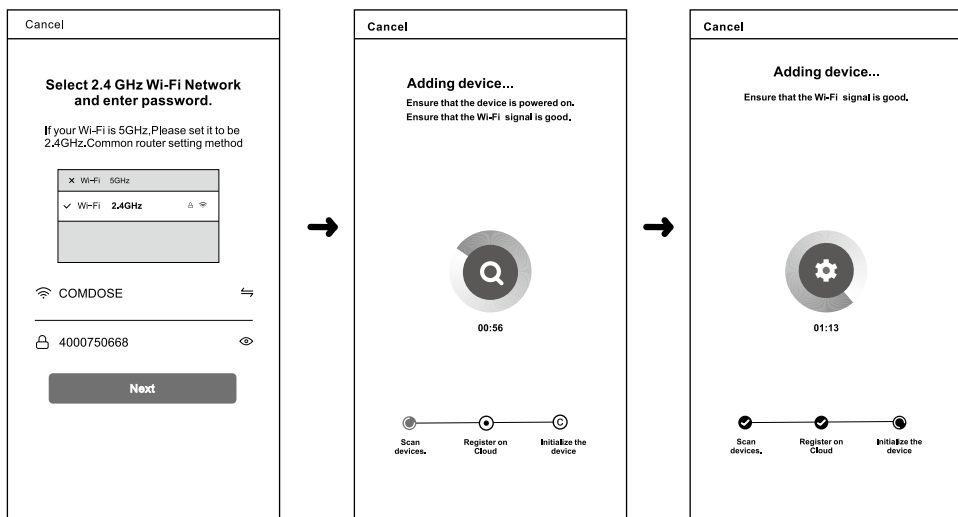 Cancel
Select 2.4 GHz Wi-Fi Network
and enter password.
If your Wi-Fi is 5GHz,Please set it to be
2.4GHz.Common router setting method
Wi-Fi 5GHz
Wi-Fi 2.4GHz
COMDOSE
4000750668
Next
Cancel
Adding device...
Ensure that the device is powered on.
Ensure that the Wi-Fi signal is good.
00:56
Scan
devices.
Register on
Cloud
C
Initialize the
device
Cancel
Adding device...
Ensure that the Wi-Fi signal is good.
01:13
Scan
devices.
Register on
Cloud
Initialize the
device